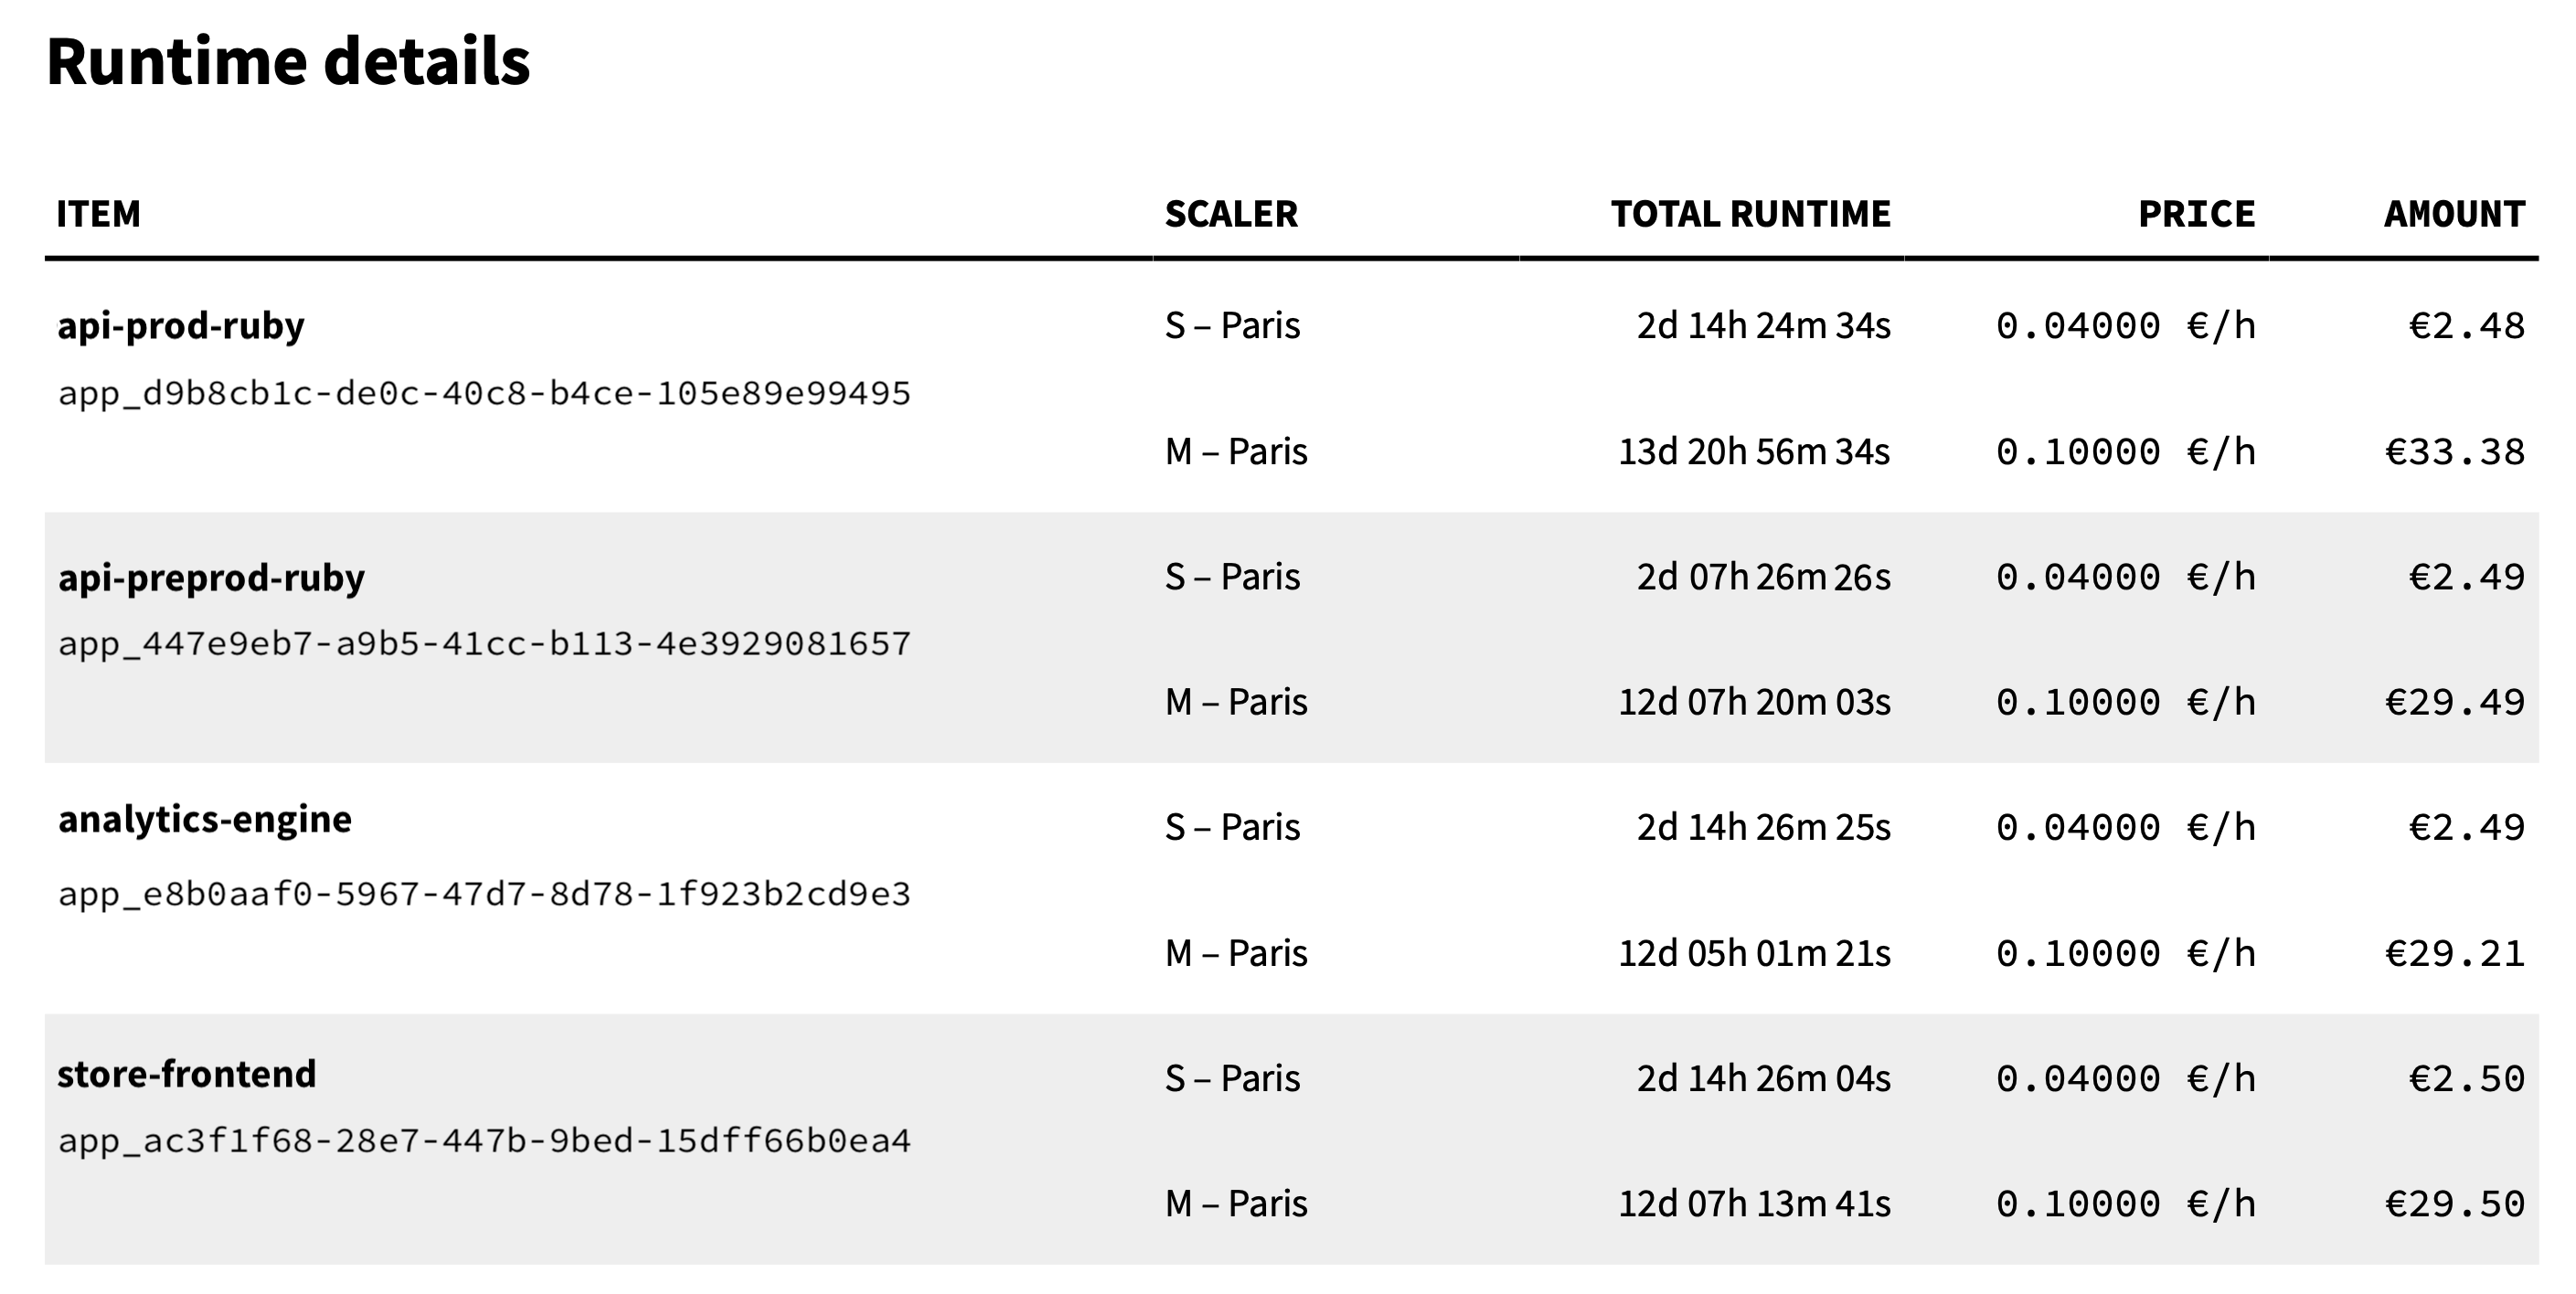 Runtime details
ITEM SCALER TOTAL RUNTIME PRICE AMOUNT
api-prod-ruby S – Paris 2d 14h 24m 34s 0.04000 €/h €2.48
app_d9b8cb1c-de0c-40c8-b4ce-105e89e99495
M – Paris 13d 20h 56m 34s 0.10000 €/h €33.38
api-preprod-ruby S – Paris 2d 07h 26m 26s 0.04000 €/h €2.49
app_447e9eb7-a9b5-41cc-b113-4e3929081657
M – Paris 12d 07h 20m 03s 0.10000 €/h €29.49
analytics-engine S – Paris 2d 14h 26m 25s 0.04000 €/h €2.49
app_e8b0aaf0-5967-47d7-8d78-1f923b2cd9e3
M – Paris 12d 05h 01m 21s 0.10000 €/h €29.21
store-frontend S – Paris 2d 14h 26m 04s 0.04000 €/h €2.50
app_ac3f1f68-28e7-447b-9bed-15dff66b0ea4
M – Paris 12d 07h 13m 41s 0.10000 €/h €29.50